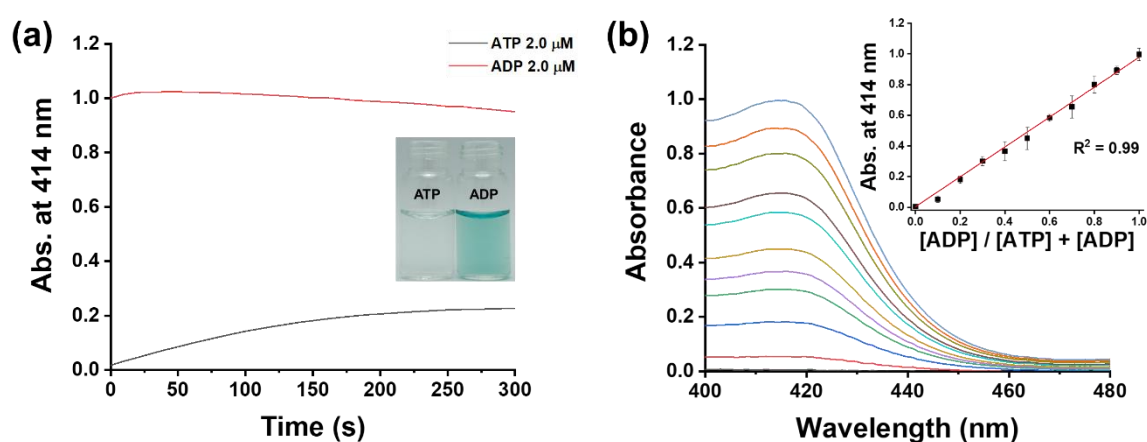 (a)
1.2
1.0
0.8
0.6
0.4
0.2
0.0
Abs. at 414 nm
ATP 2.0 μM
ADP 2.0 μM
ATP ADP
0 50 100 150 200 250 300
Time (s)
(b)
1.2
1.0
0.8
0.6
0.4
0.2
0.0
Absorbance
400 420 440 460 480
Wavelength (nm)
1.2
1.0
0.8
0.6
0.4
0.2
0.0
Abs. at 414 nm
R² = 0.99
0.0 0.2 0.4 0.6 0.8 1.0
[ADP] / [ATP] + [ADP]